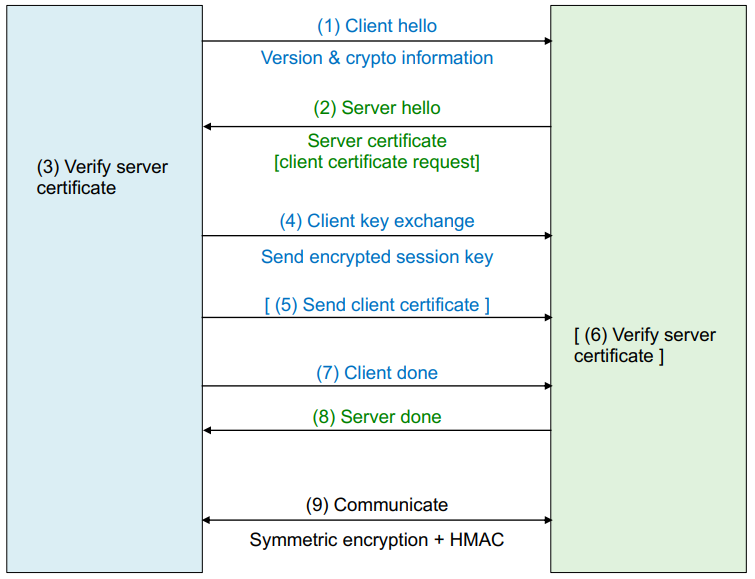 (1) Client hello
Version & crypto information
(2) Server hello
Server certificate
[client certificate request]
(3) Verify server
certificate
(4) Client key exchange
Send encrypted session key
[ (5) Send client certificate ]
[ (6) Verify server
certificate ]
(7) Client done
(8) Server done
(9) Communicate
Symmetric encryption + HMAC